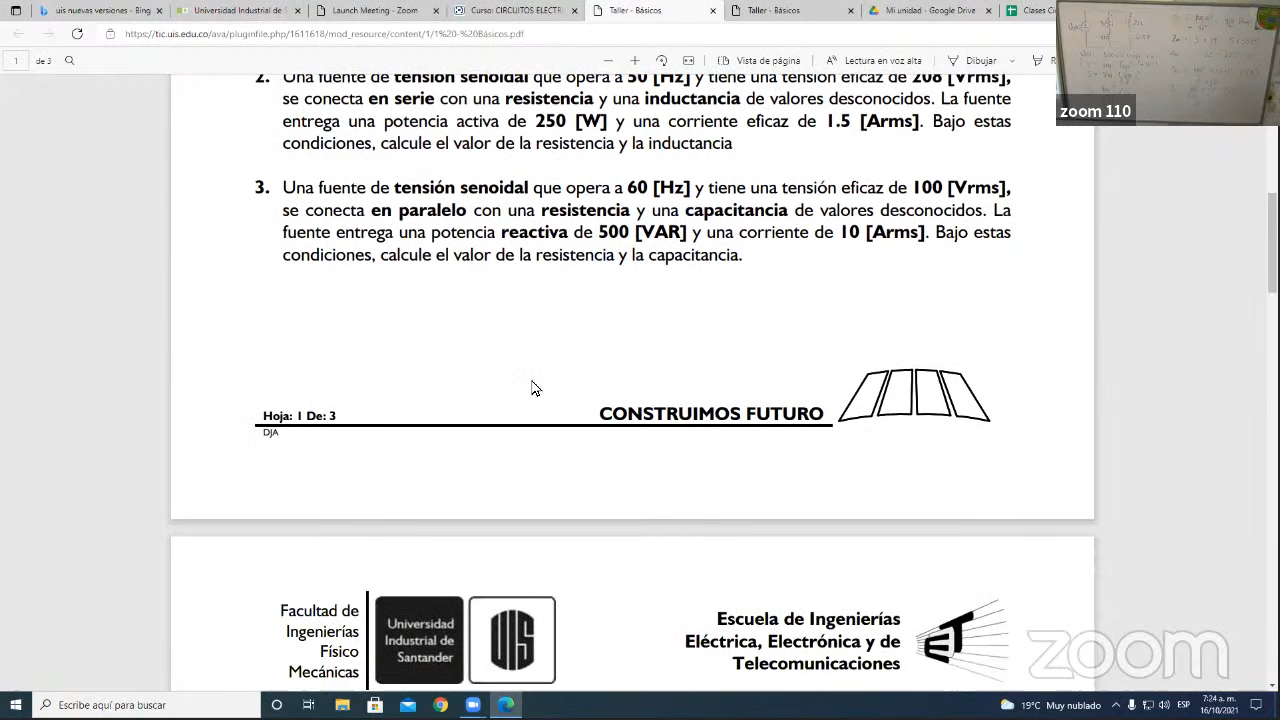 uis nuevas versiones - Bing
Universidad Industrial de S
Launch Meeting - Zoom
Curso: CIRCUITOS ELÉCTRI
Taller - Básicos
Taller - Básicos
Mi unidad - Google Drive
Clases Cir
https://tic.uis.edu.co/ava/pluginfile.php/1611618/mod_resource/content/1/1%20-%20Básicos.pdf
1 de 3
Vista de página
Lectura en voz alta
Dibujar
zoom 110
2. Una fuente de tensión senoidal que opera a 50 [Hz] y tiene una tensión eficaz de 208 [Vrms],
se conecta en serie con una resistencia y una inductancia de valores desconocidos. La fuente
entrega un potencia activa de 250 [W] y una corriente eficaz de 1.5 [Arms]. Bajo estas
condiciones, calcule el valor de la resistencia y la inductancia
3. Una fuente de tensión senoidal que opera a 60 [Hz] y tiene una tensión eficaz de 100 [Vrms],
se conecta en paralelo con una resistencia y una capacitancia de valores desconocidos. La
fuente entrega una potencia reactiva de 500 [VAR] y una corriente de 10 [Arms]. Bajo estas
condiciones, calcule el valor de la resistencia y la capacitancia.
Hoja: 1 De: 3
CONSTRUIMOS FUTURO
DJA
Facultad de
Ingenierías
Físico
Mecánicas
Universidad
Industrial de
Santander
UIS
Escuela de Ingenierías
Eléctrica, Electrónica y de
Telecomunicaciones
zoom
Escribe aquí para buscar
19°C Muy nublado
ESP
7:24 a. m.
16/10/2021